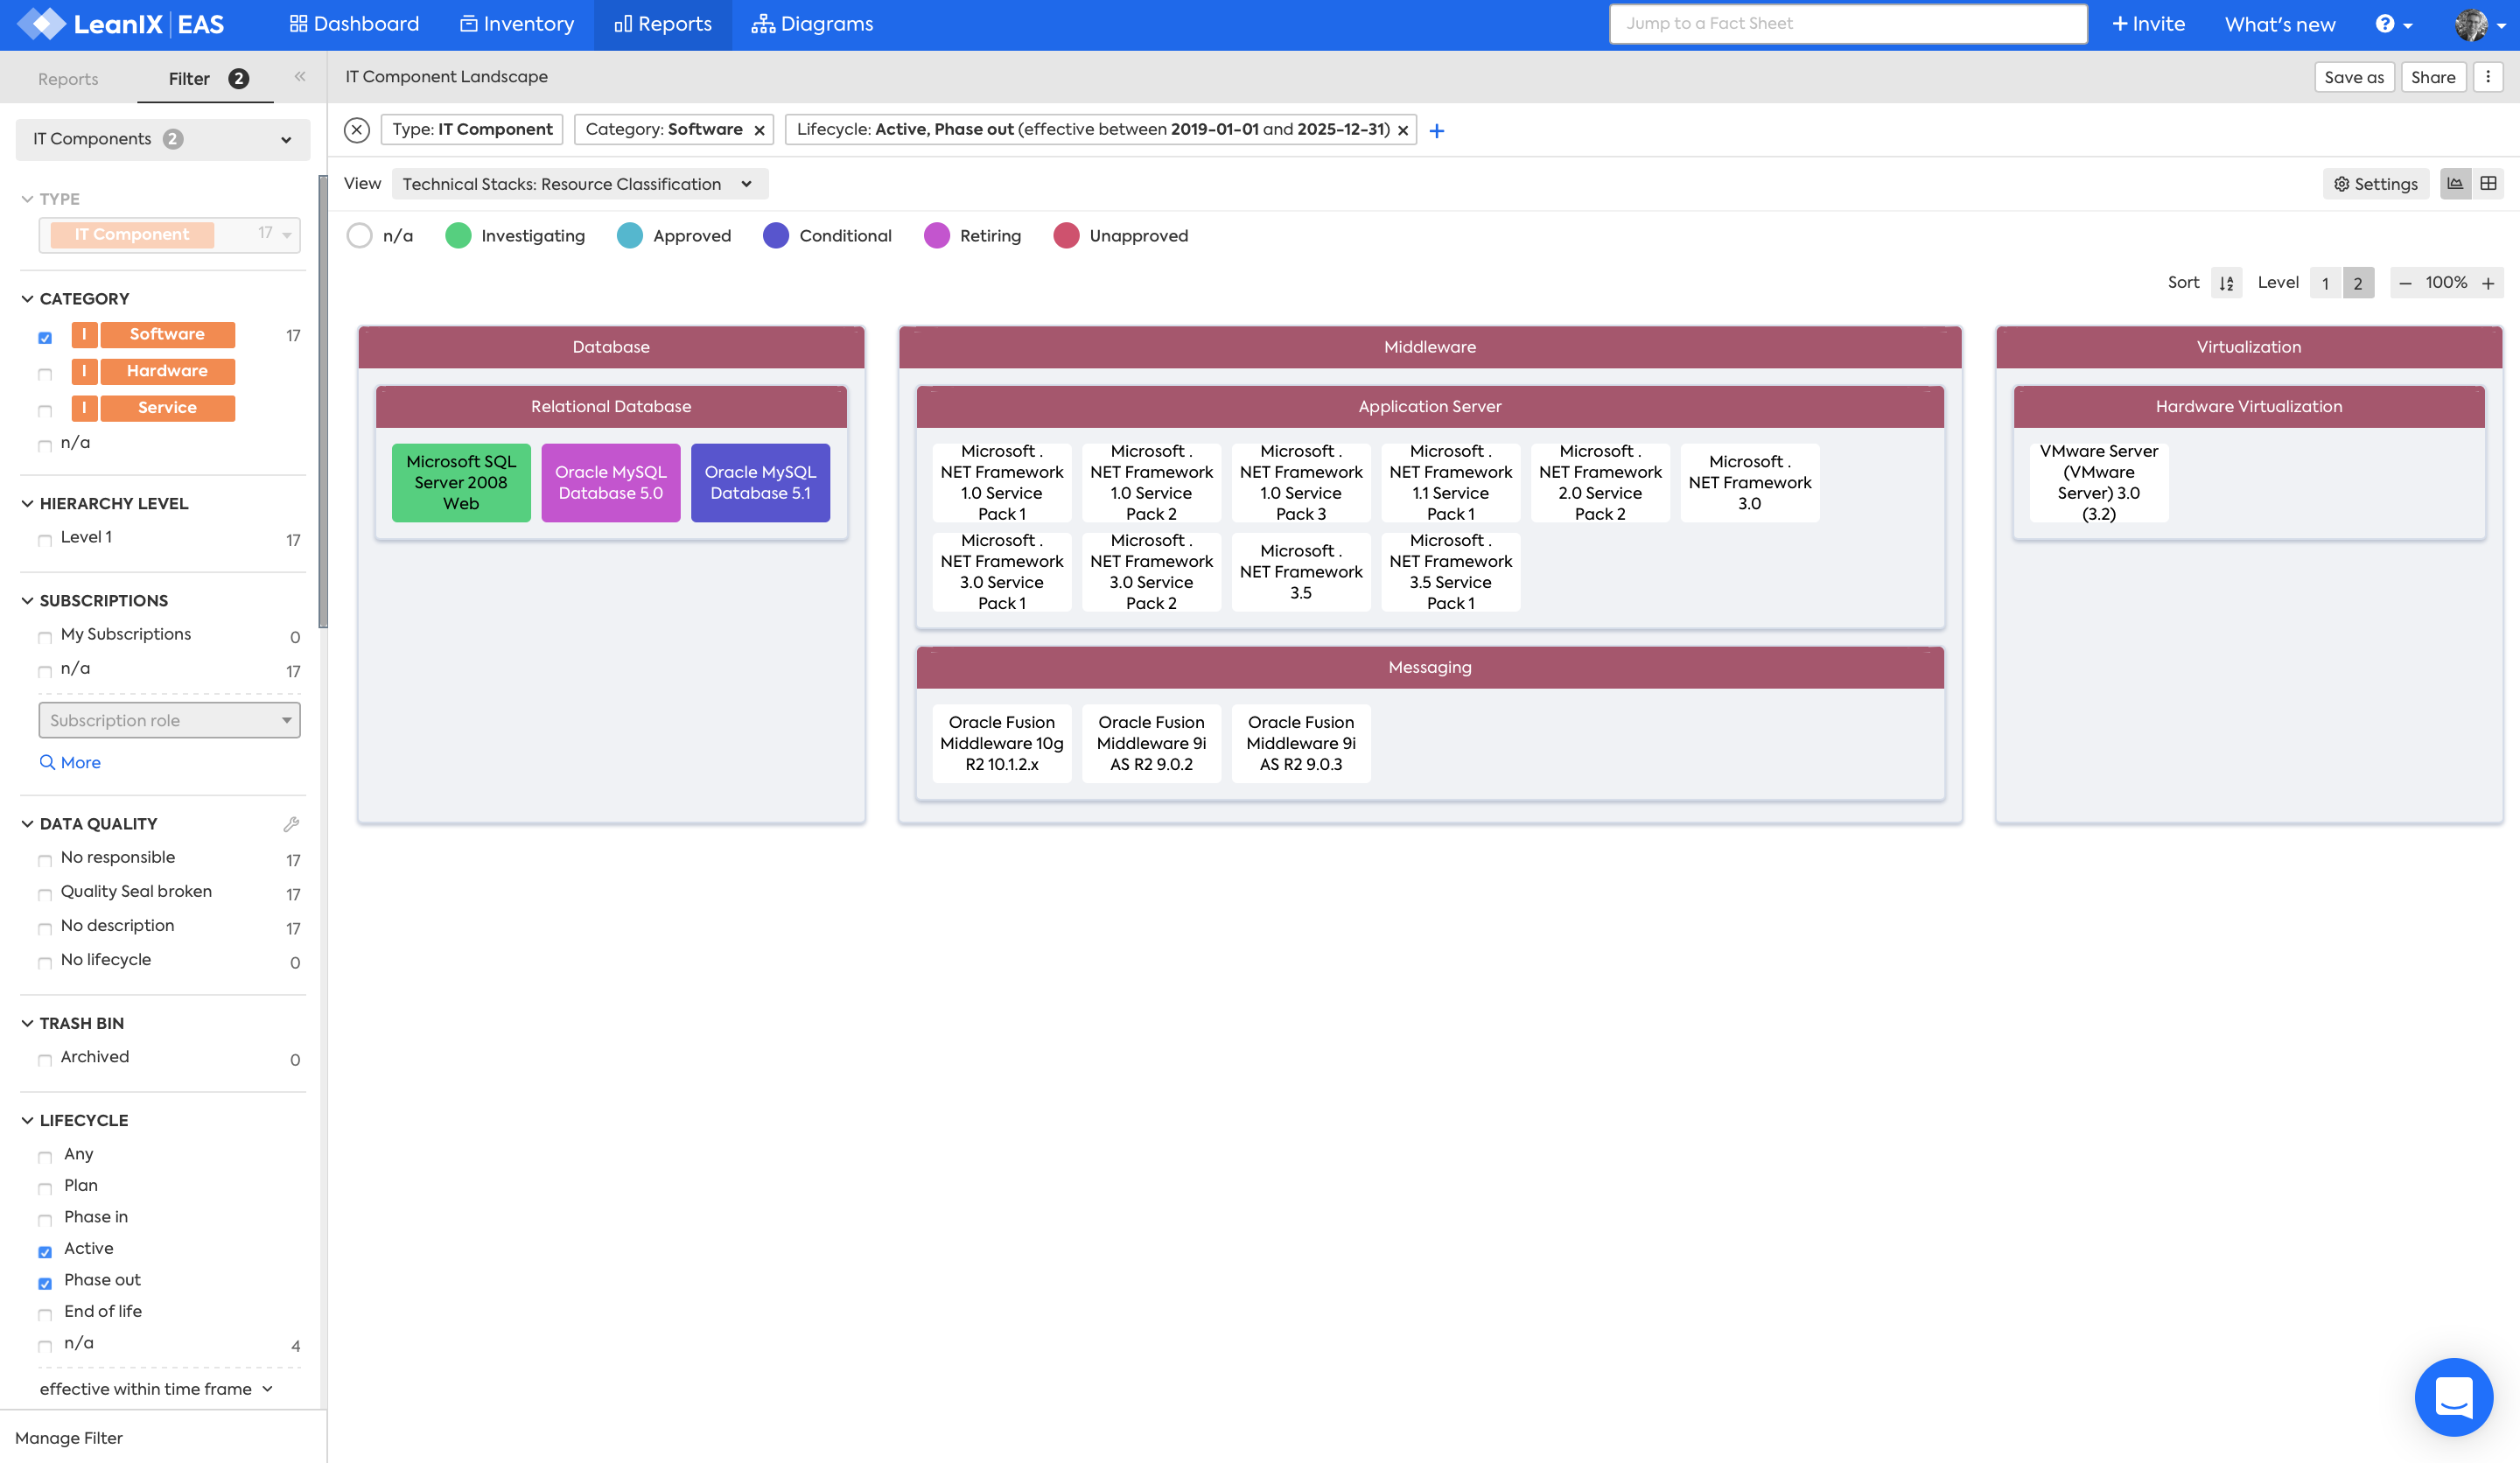 LeanIX | EAS
Dashboard
Inventory
Reports
Diagrams
Jump to a Fact Sheet
+ Invite
What's new
?
Reports
Filter 2
«
IT Component Landscape
Save as
Share
IT Components 2
Type: IT Component
Category: Software ×
Lifecycle: Active, Phase out (effective between 2019-01-01 and 2025-12-31) ×
+
View
Technical Stacks: Resource Classification
Settings
n/a
Investigating
Approved
Conditional
Retiring
Unapproved
Sort
Level 1 2
− 100% +
TYPE
IT Component 17
CATEGORY
I Software 17
I Hardware
I Service
n/a
HIERARCHY LEVEL
Level 1 17
SUBSCRIPTIONS
My Subscriptions 0
n/a 17
Subscription role
More
DATA QUALITY
No responsible 17
Quality Seal broken 17
No description 17
No lifecycle 0
TRASH BIN
Archived 0
LIFECYCLE
Any
Plan
Phase in
Active
Phase out
End of life
n/a 4
effective within time frame
Manage Filter
Database
Relational Database
Microsoft SQL
Server 2008
Web
Oracle MySQL
Database 5.0
Oracle MySQL
Database 5.1
Middleware
Application Server
Microsoft .
NET Framework
1.0 Service
Pack 1
Microsoft .
NET Framework
1.0 Service
Pack 2
Microsoft .
NET Framework
1.0 Service
Pack 3
Microsoft .
NET Framework
1.1 Service
Pack 1
Microsoft .
NET Framework
2.0 Service
Pack 2
Microsoft .
NET Framework
3.0
Microsoft .
NET Framework
3.0 Service
Pack 1
Microsoft .
NET Framework
3.0 Service
Pack 2
Microsoft .
NET Framework
3.5
Microsoft .
NET Framework
3.5 Service
Pack 1
Messaging
Oracle Fusion
Middleware 10g
R2 10.1.2.x
Oracle Fusion
Middleware 9i
AS R2 9.0.2
Oracle Fusion
Middleware 9i
AS R2 9.0.3
Virtualization
Hardware Virtualization
VMware Server
(VMware
Server) 3.0
(3.2)